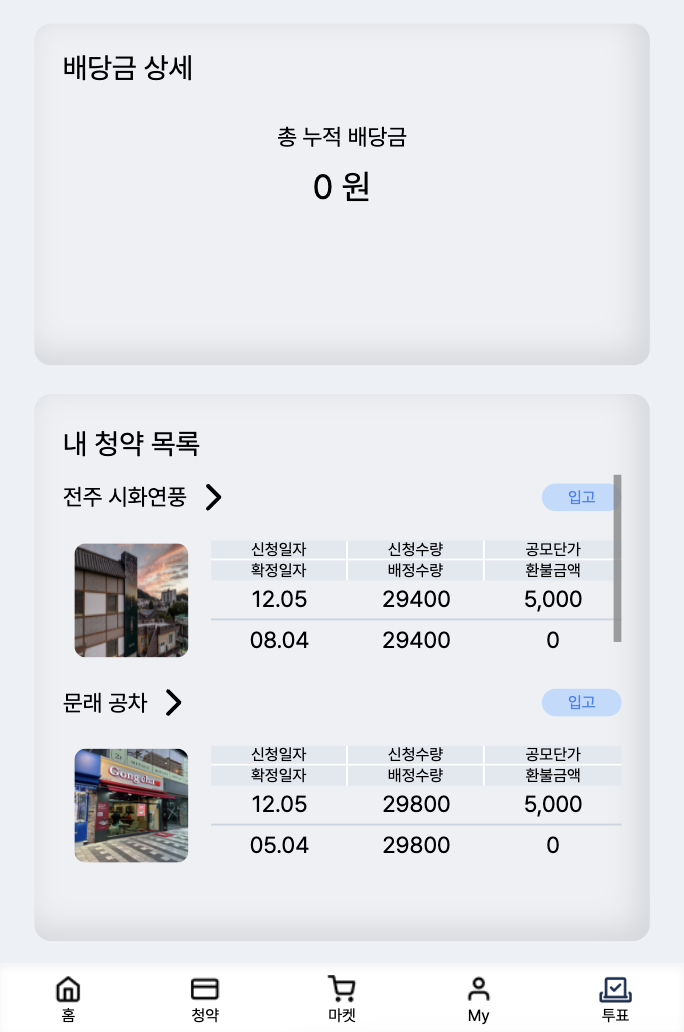 배당금 상세
총 누적 배당금
0 원
내 청약 목록
전주 시화연풍
입고
신청일자 신청수량 공모단가
확정일자 배정수량 환불금액
12.05 29400 5,000
08.04 29400 0
문래 공차
입고
Gong cha
신청일자 신청수량 공모단가
확정일자 배정수량 환불금액
12.05 29800 5,000
05.04 29800 0
홈 청약 마켓 My 투표